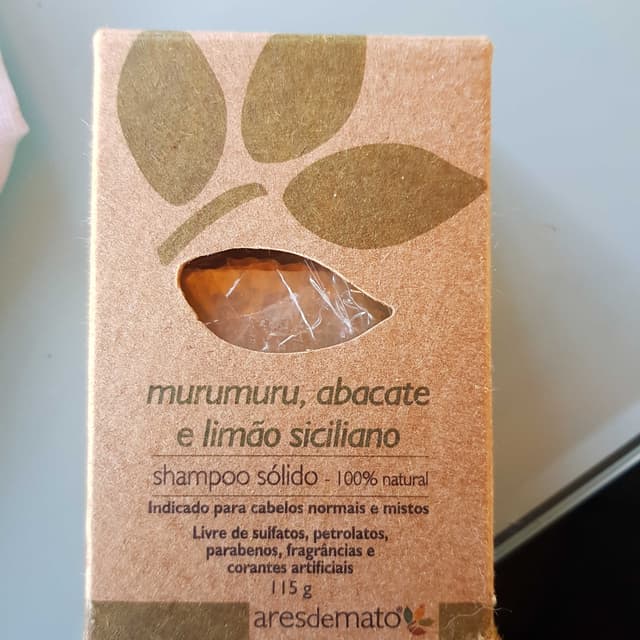 murumuru, abacate
e limão siciliano
shampoo sólido - 100% natural
Indicado para cabelos normais e mistos
Livre de sulfatos, petrolatos,
parabenos, fragrâncias e
corantes artificiais
115 g
aresdemato®